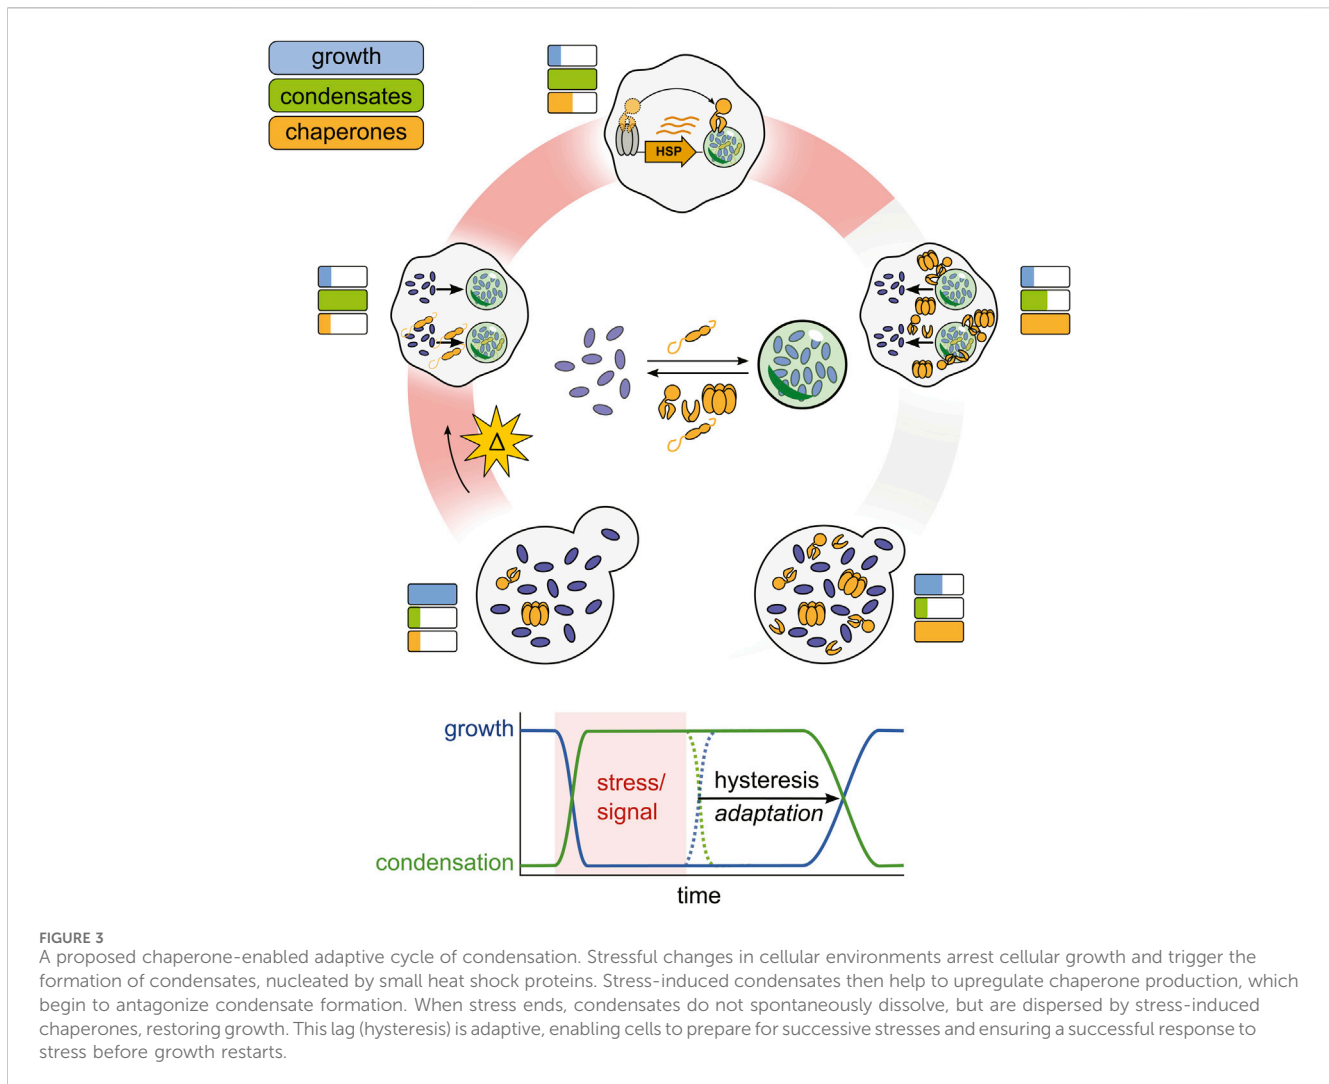 growth
condensates
chaperones
HSP
Δ
growth
condensation
stress/
signal
hysteresis
adaptation
time
FIGURE 3
A proposed chaperone-enabled adaptive cycle of condensation. Stressful changes in cellular environments arrest cellular growth and trigger the
formation of condensates, nucleated by small heat shock proteins. Stress-induced condensates then help to upregulate chaperone production, which
begin to antagonize condensate formation. When stress ends, condensates do not spontaneously dissolve, but are dispersed by stress-induced
chaperones, restoring growth. This lag (hysteresis) is adaptive, enabling cells to prepare for successive stresses and ensuring a successful response to
stress before growth restarts.